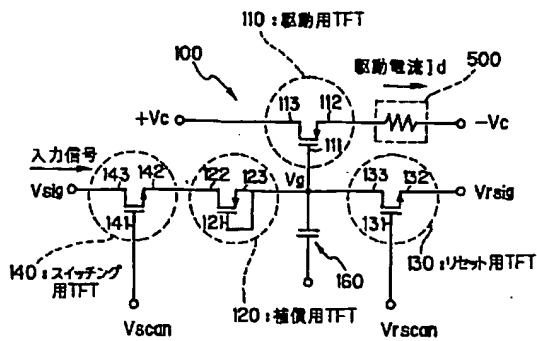 110:駆動用TFT
100
駆動電流Id
500
+Vc
113
112
-Vc
111
入力信号
Vg
Vsig
143
142
122
123
133
132
Vrsig
141
121
131
160
140:スイッチング
用TFT
120:補償用TFT
130:リセット用TFT
Vscan
Vrscan